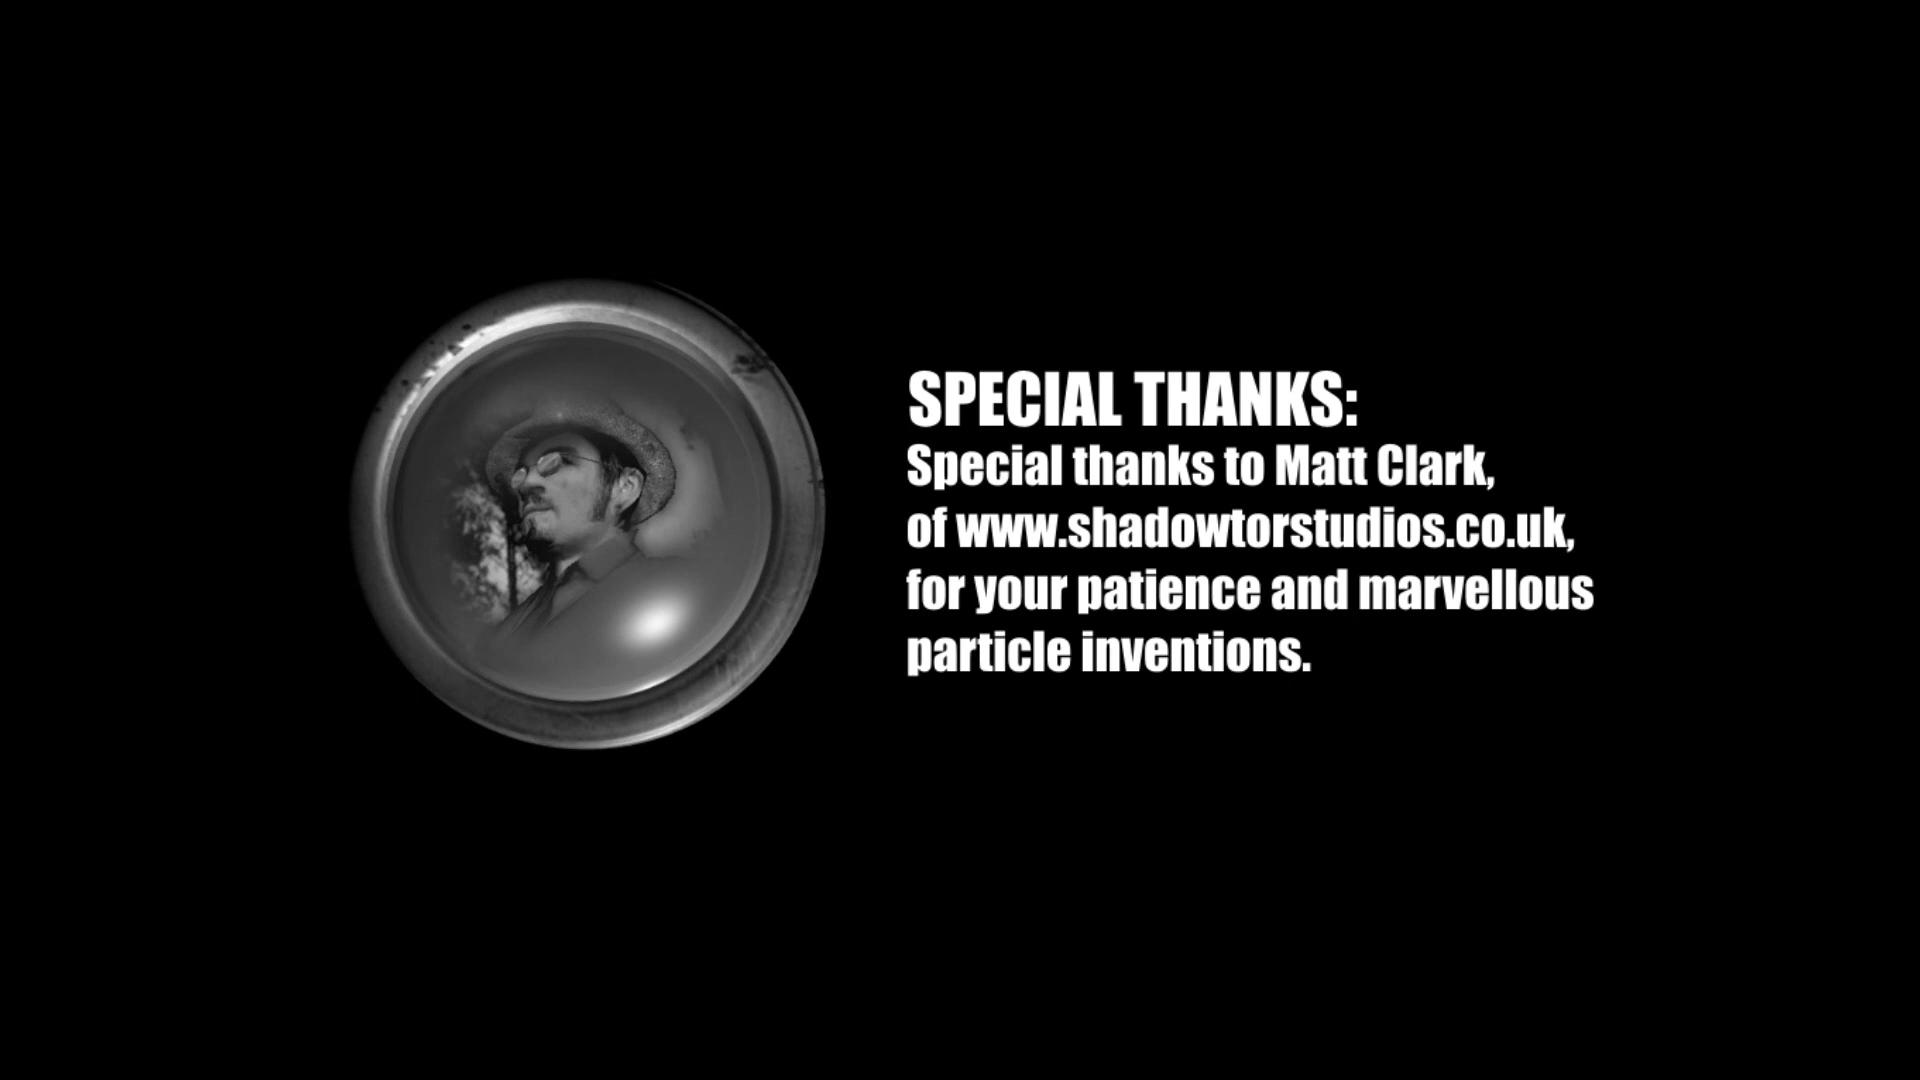 SPECIAL THANKS:
Special thanks to Matt Clark,
of www.shadowtorstudios.co.uk,
for your patience and marvellous
particle inventions.